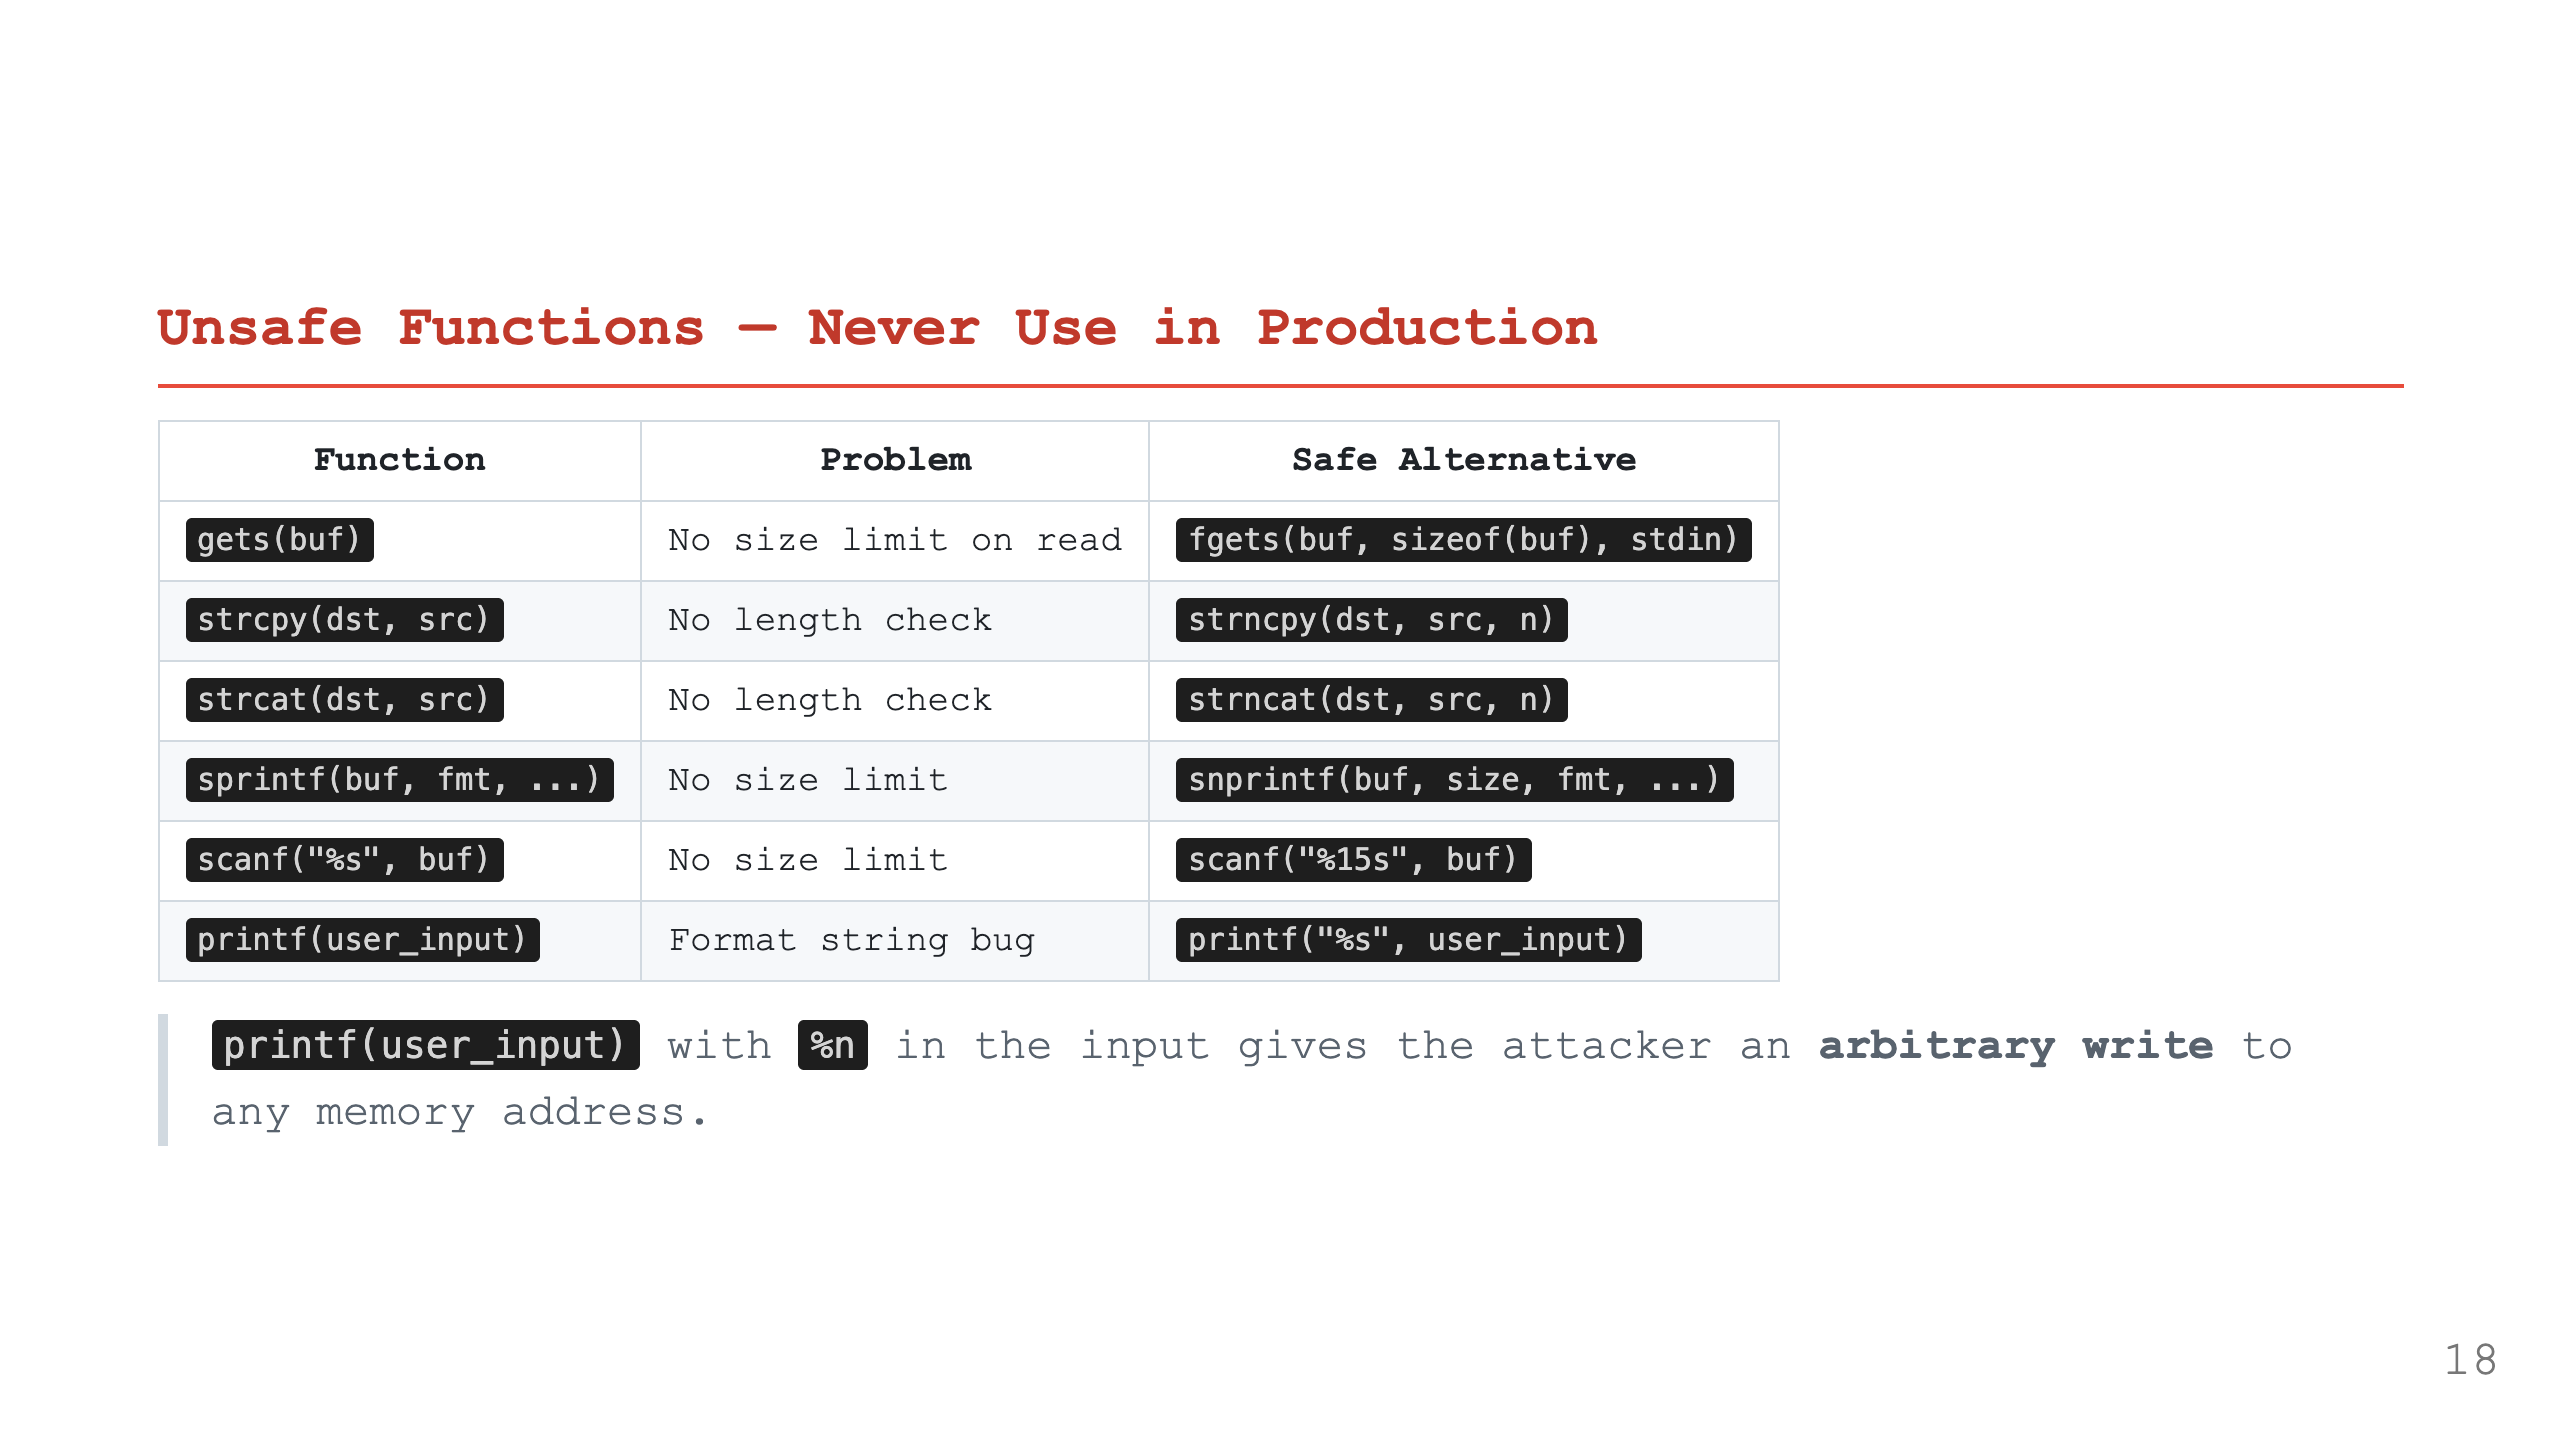 Unsafe Functions — Never Use in Production
Function Problem Safe Alternative
gets(buf) No size limit on read fgets(buf, sizeof(buf), stdin)
strcpy(dst, src) No length check strncpy(dst, src, n)
strcat(dst, src) No length check strncat(dst, src, n)
sprintf(buf, fmt, ...) No size limit snprintf(buf, size, fmt, ...)
scanf("%s", buf) No size limit scanf("%15s", buf)
printf(user_input) Format string bug printf("%s", user_input)
printf(user_input) with %n in the input gives the attacker an arbitrary write to
any memory address.
18